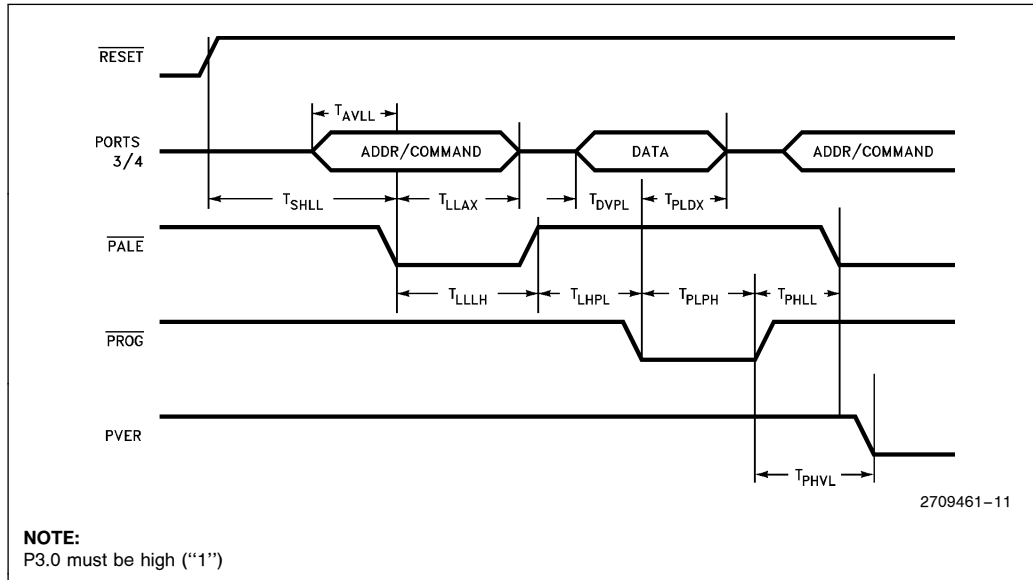 RESET
T_AVLL
PORTS
3/4
ADDR/COMMAND
DATA
ADDR/COMMAND
T_SHLL
T_LLAX
T_DVPL
T_PLDX
PALE
T_LLLH
T_LHPL
T_PLPH
T_PHLL
PROG
PVER
T_PHVL
2709461–11
NOTE:
P3.0 must be high (‘‘1’’)